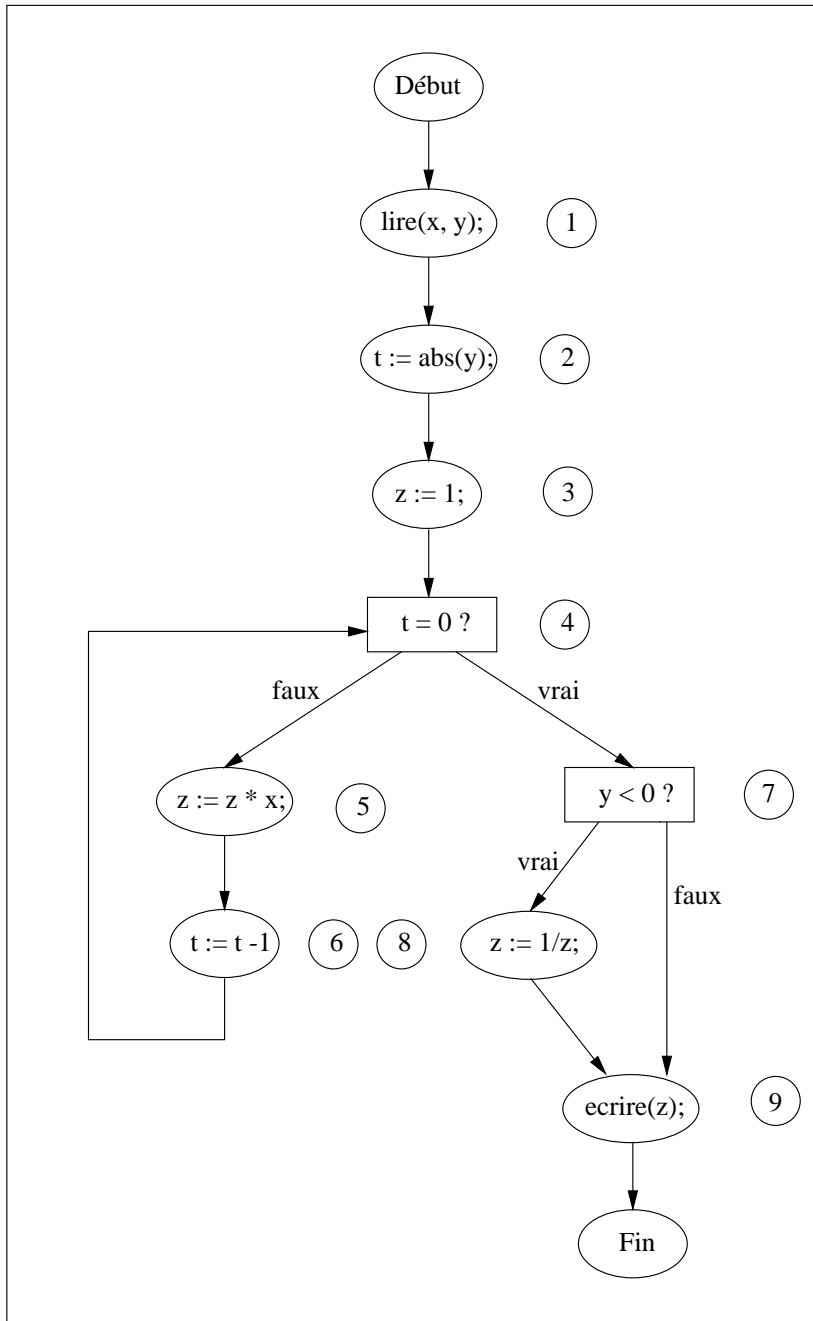 Début
lire(x, y);
1
t := abs(y);
2
z := 1;
3
t = 0 ?
4
faux
vrai
z := z * x;
5
y < 0 ?
7
vrai
faux
t := t -1
6
8
z := 1/z;
ecrire(z);
9
Fin